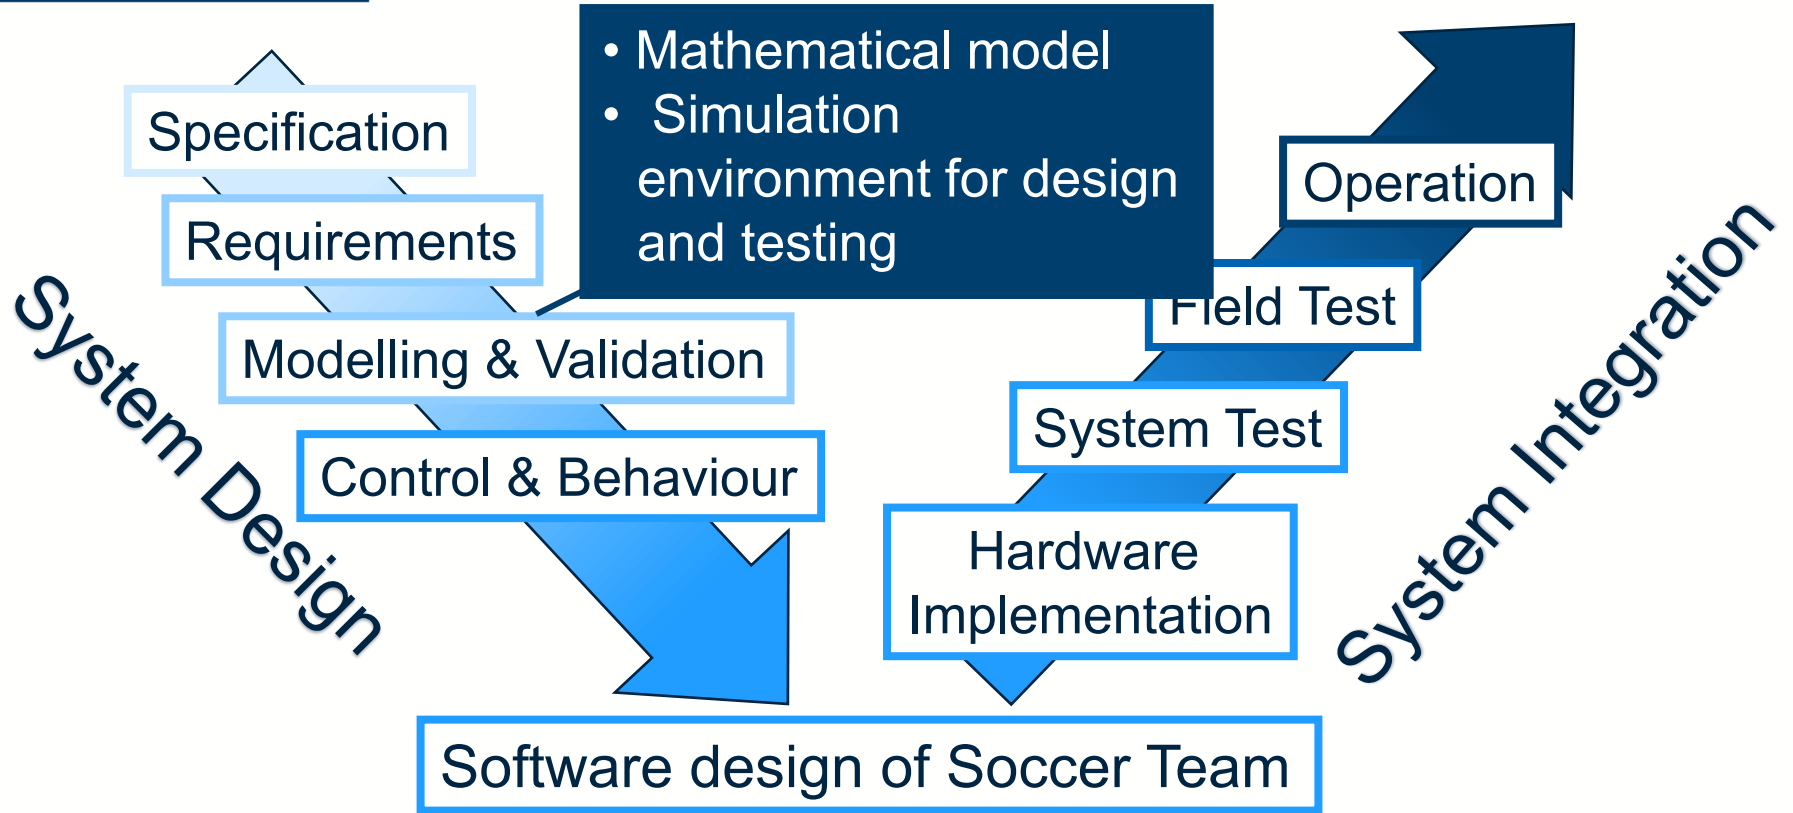 • Mathematical model
• Simulation
environment for design
and testing
Specification
Requirements
Modelling & Validation
Control & Behaviour
System Design
Operation
Field Test
System Test
Hardware
Implementation
System Integration
Software design of Soccer Team